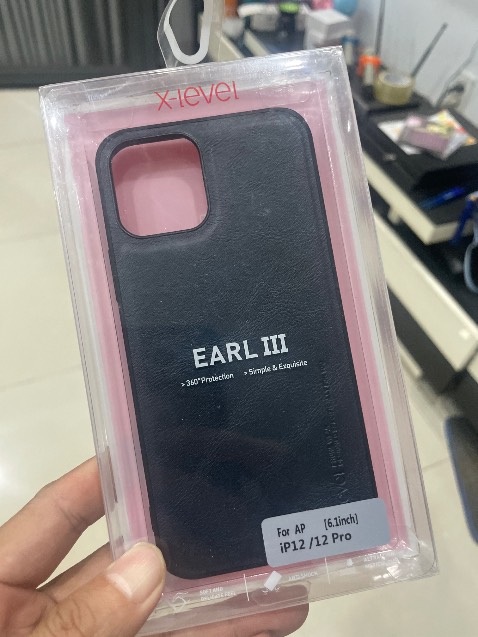 X-LEVEL
EARL III
> 360°Protection > Simple & Exquisite
For AP [6.1inch]
iP12 /12 Pro